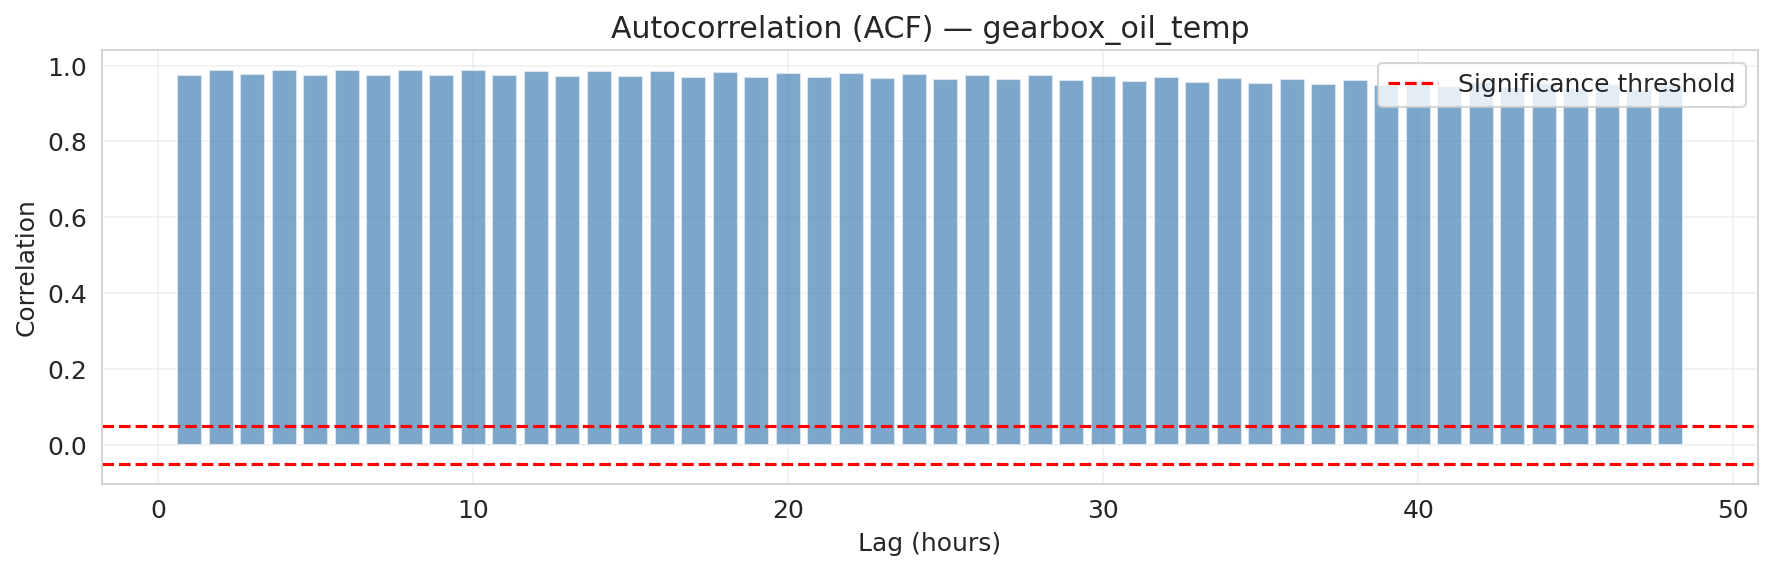 Autocorrelation (ACF) — gearbox_oil_temp
Significance threshold
Correlation
1.0
0.8
0.6
0.4
0.2
0.0
0 10 20 30 40 50
Lag (hours)